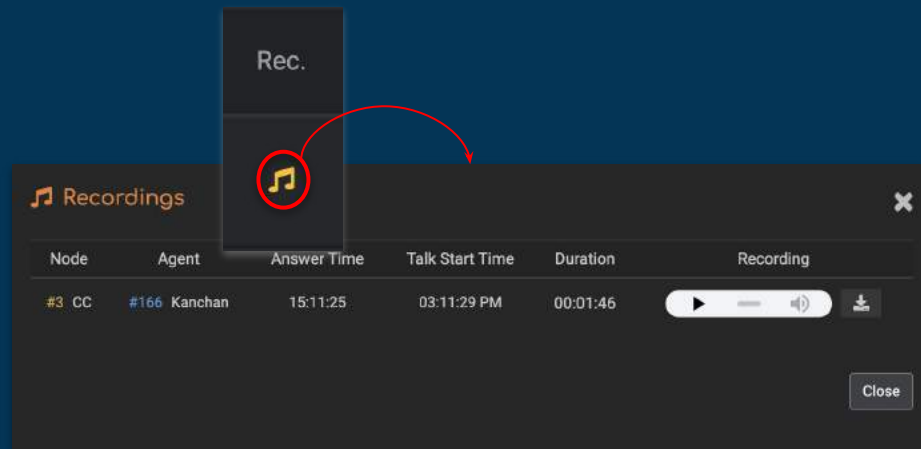 Rec.
Recordings
Node Agent Answer Time Talk Start Time Duration Recording
#3 CC #166 Kanchan 15:11:25 03:11:29 PM 00:01:46
Close